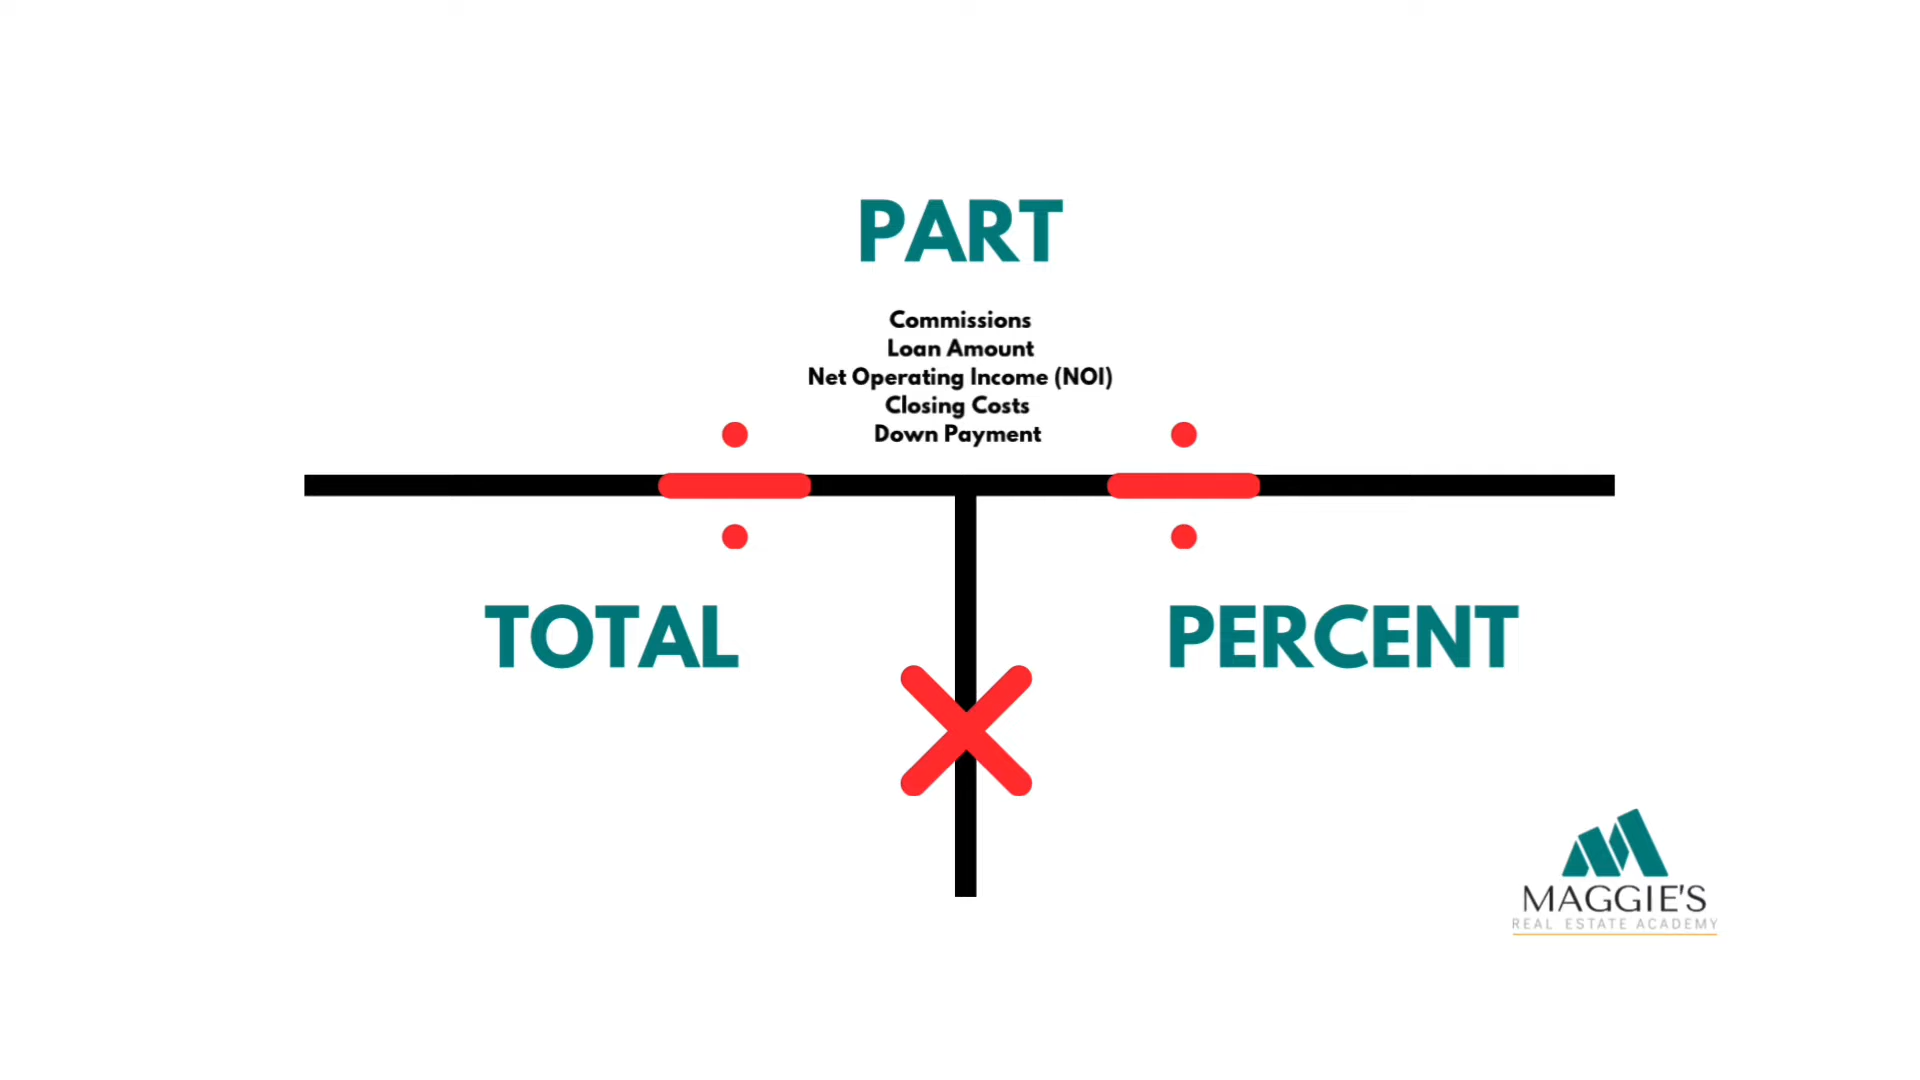 PART
Commissions
Loan Amount
Net Operating Income (NOI)
Closing Costs
Down Payment
TOTAL
PERCENT
MAGGIE'S
REAL ESTATE ACADEMY